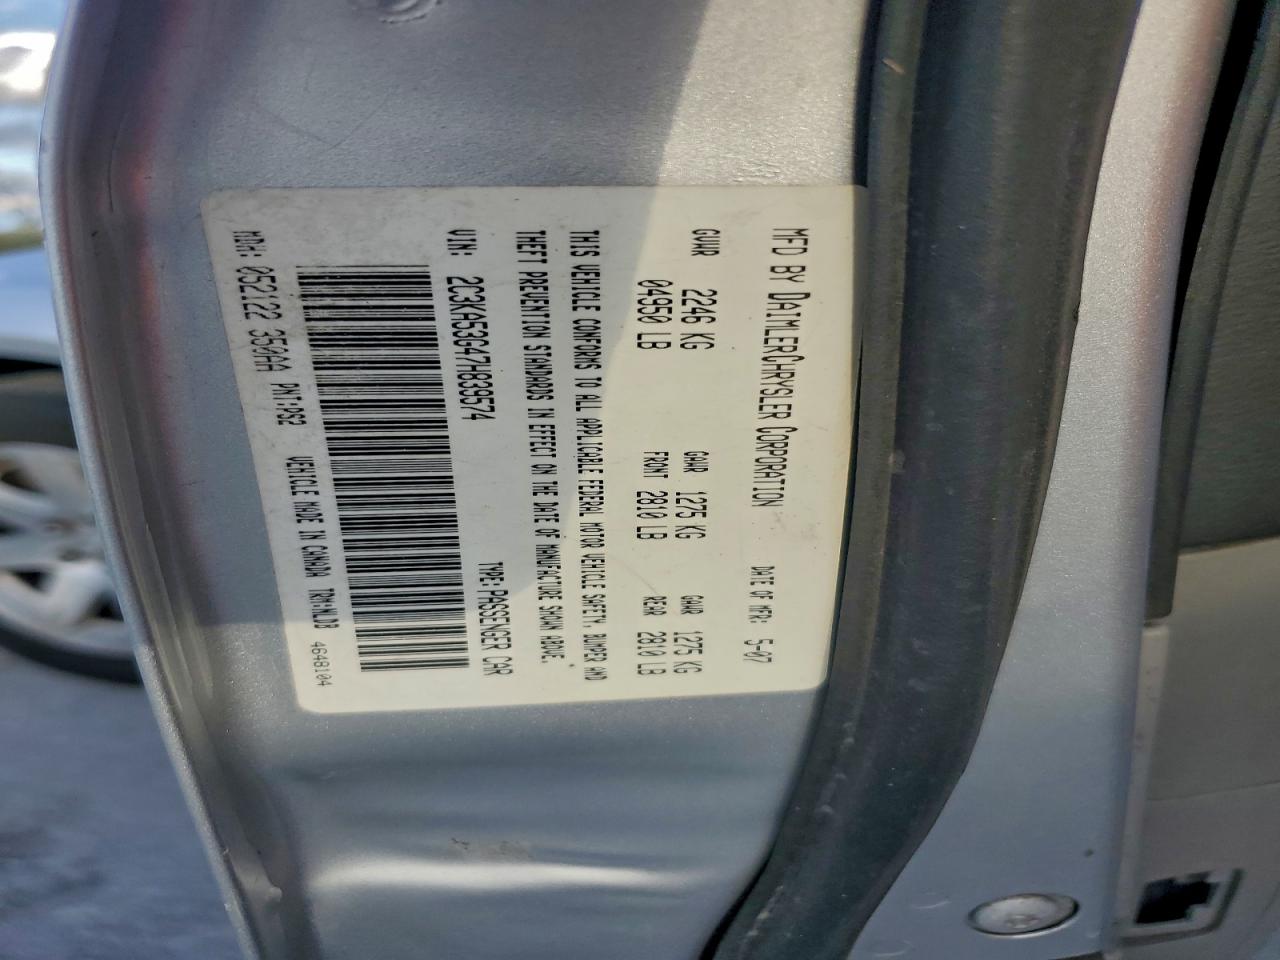 MFD BY DAIMLERCHRYSLER CORPORATION DATE OF MFR: 5-07
GVWR 2246 KG GAWR 1275 KG GAWR 1275 KG
04950 LB FRONT 2810 LB REAR 2810 LB
THIS VEHICLE CONFORMS TO ALL APPLICABLE FEDERAL MOTOR VEHICLE SAFETY, BUMPER AND
THEFT PREVENTION STANDARDS IN EFFECT ON THE DATE OF MANUFACTURE SHOWN ABOVE.
VIN: 2C3KA53G47H839574 TYPE: PASSENGER CAR
MDH: 052122 359AA PNT: PS2 VEHICLE MADE IN CANADA 4648104